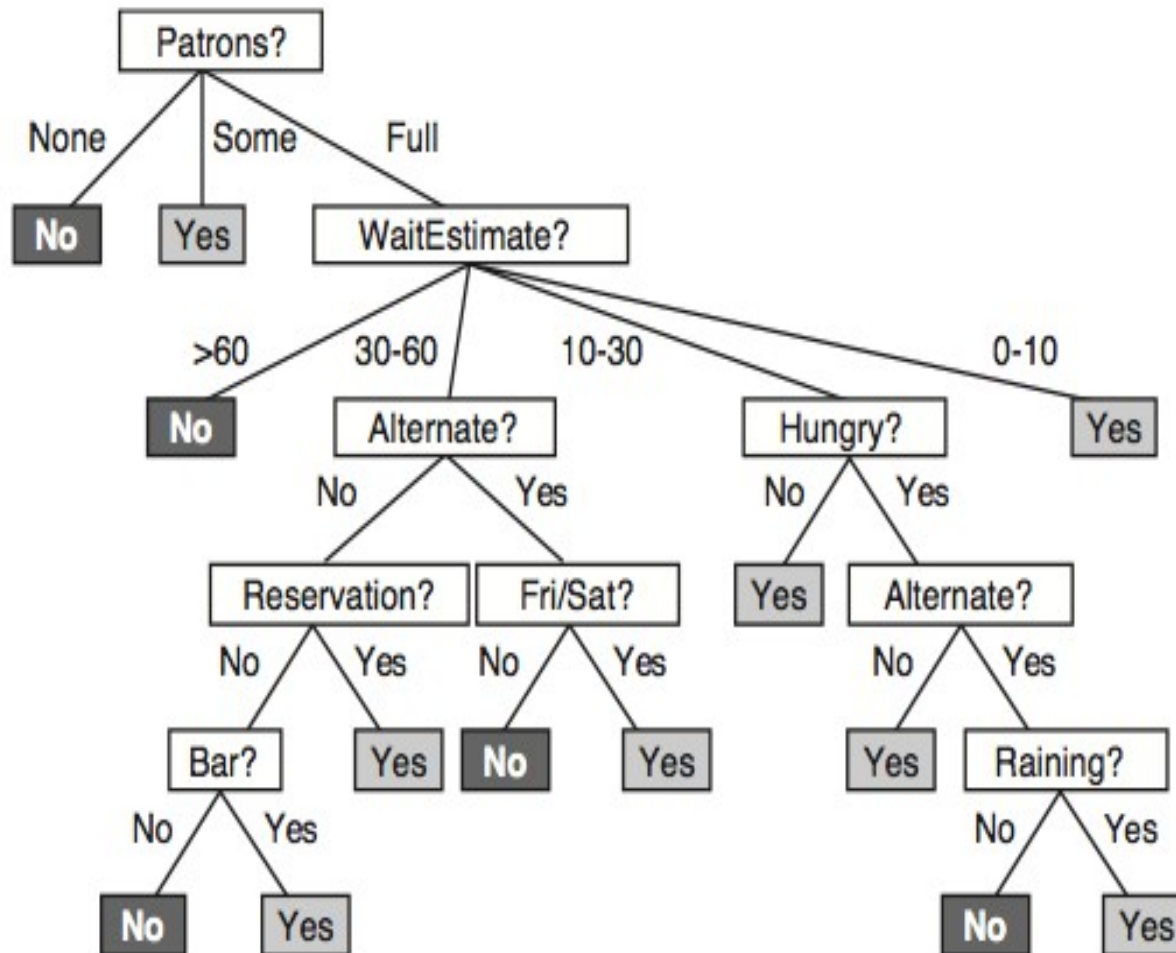 Patrons?
None Some Full
No Yes WaitEstimate?
>60 30-60 10-30 0-10
No Alternate? Hungry? Yes
No Yes No Yes
Reservation? Fri/Sat? Yes Alternate?
No Yes No Yes No Yes
Bar? Yes No Yes Yes Raining?
No Yes No Yes
No Yes No Yes